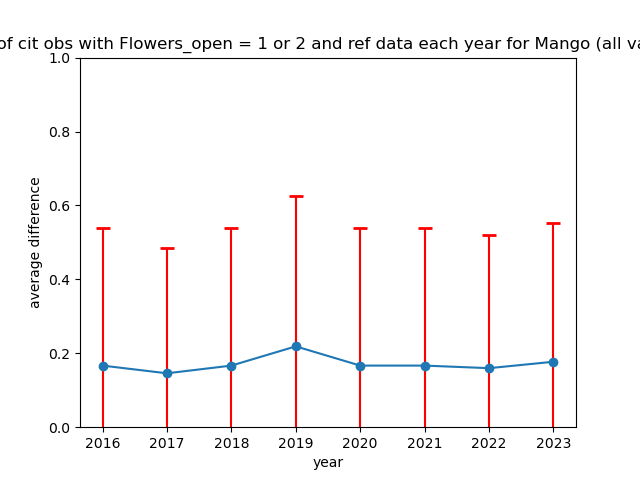 of cit obs with Flowers_open = 1 or 2 and ref data each year for Mango (all
1.0
0.8
0.6
0.4
0.2
0.0
average difference
2016 2017 2018 2019 2020 2021 2022 2023
year